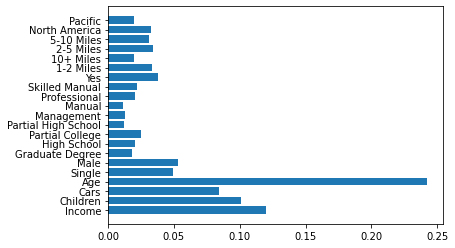 Pacific
North America
5-10 Miles
2-5 Miles
10+ Miles
1-2 Miles
Yes
Skilled Manual
Professional
Manual
Management
Partial High School
Partial College
High School
Graduate Degree
Male
Single
Age
Cars
Children
Income
0.00 0.05 0.10 0.15 0.20 0.25